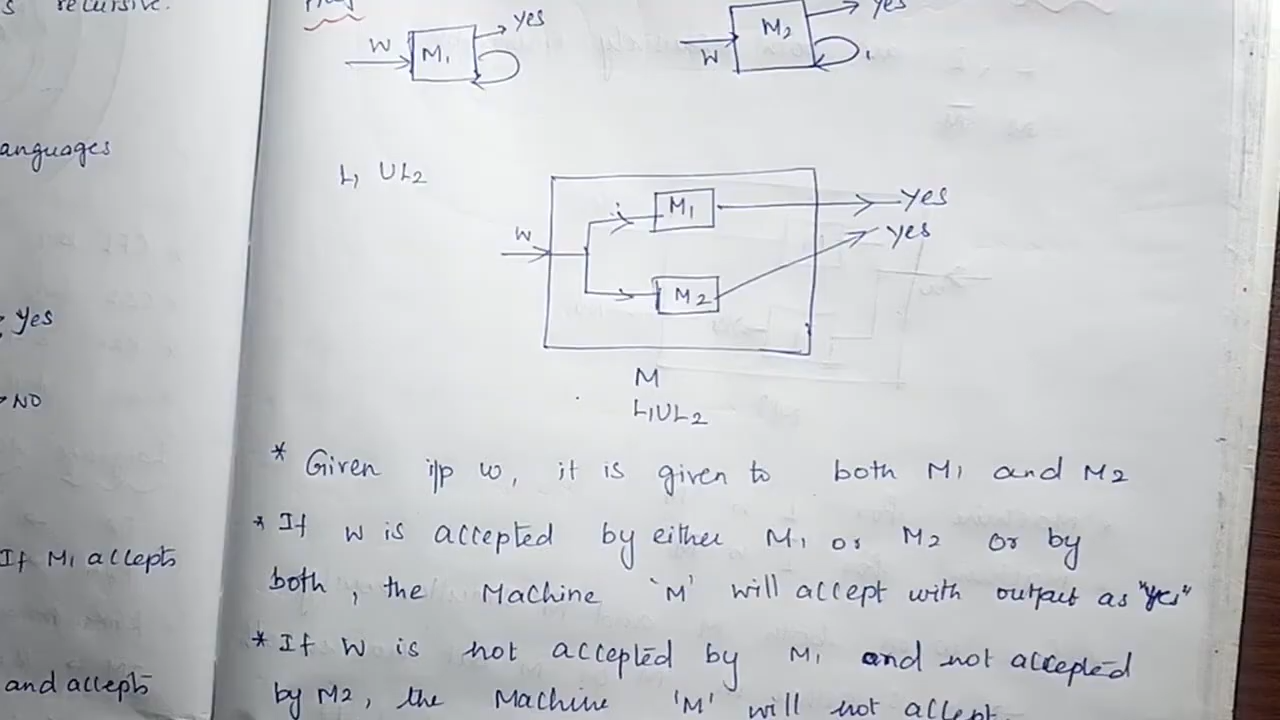 s recursive.
anguages
Yes
NO
If M1 accepts
and accepts
W M1 yes
W M2 yes
L1 UL2
W M1 yes
M2 yes
M
L1UL2
* Given i/p w, it is given to both M1 and M2
* If w is accepted by either M1 or M2 or by
both, the Machine 'M' will accept with output as "yes"
* If w is not accepted by M1 and not accepted
by M2, the Machine 'M' will not accept.